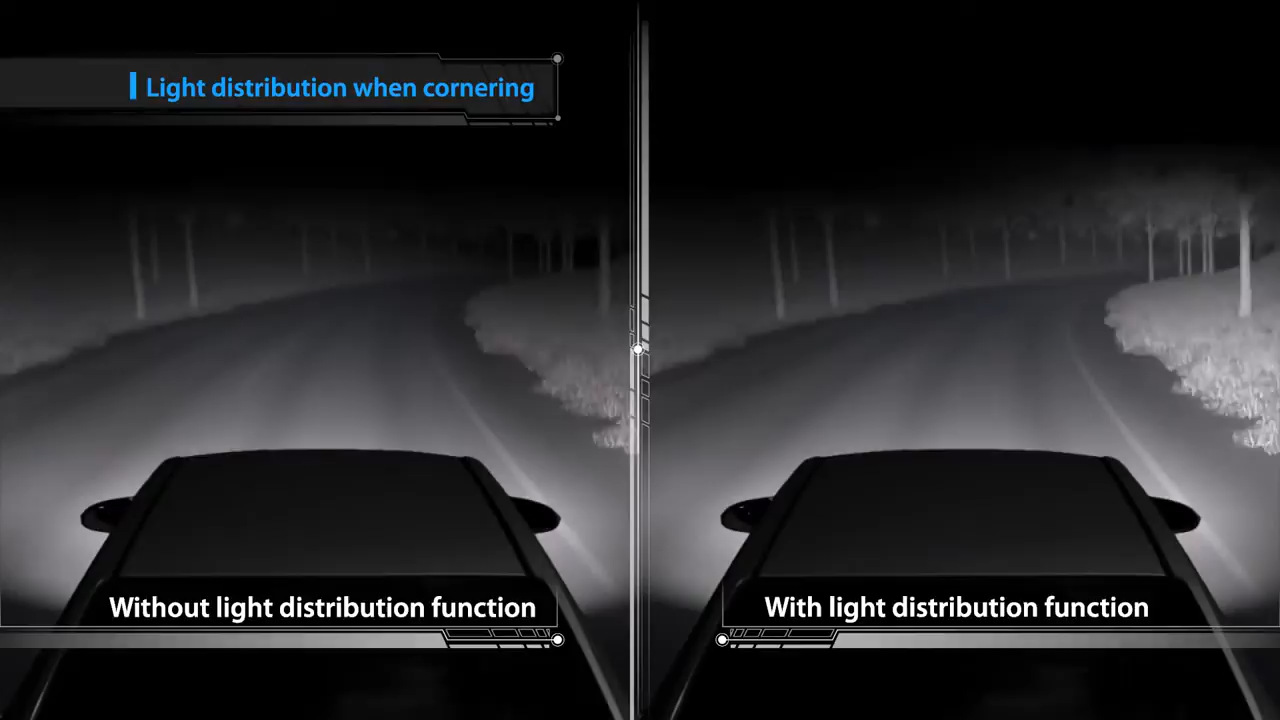 Light distribution when cornering
Without light distribution function
With light distribution function